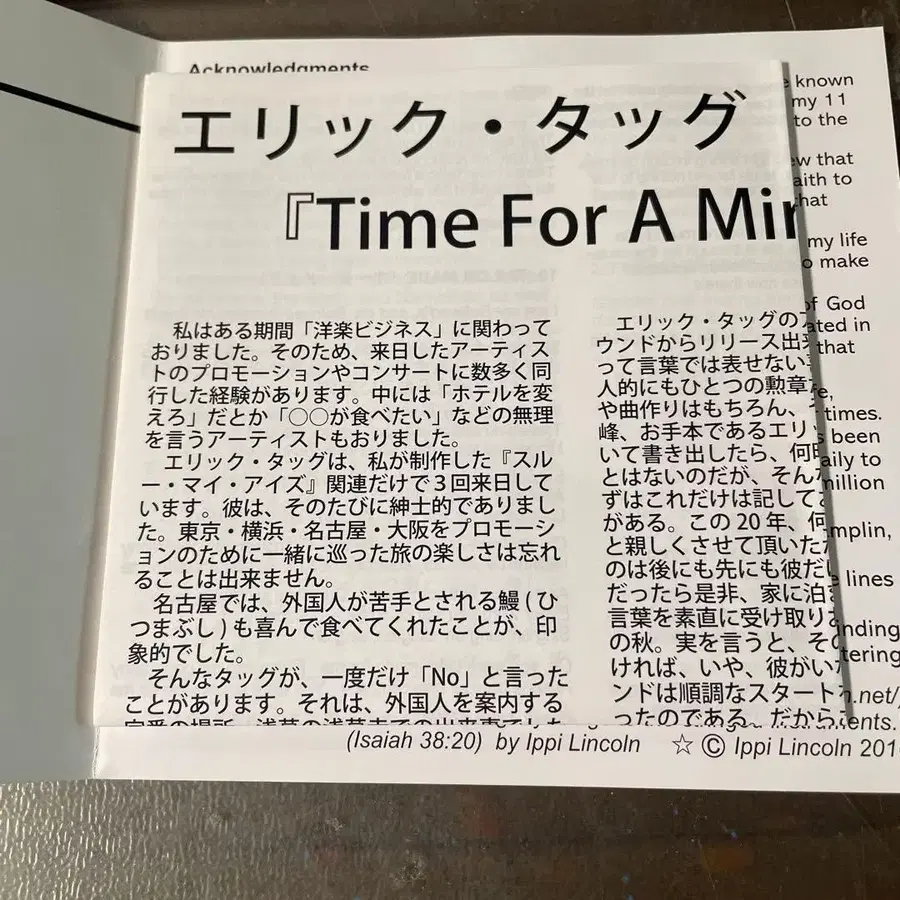 Acknowledgments
エリック・タッグ
『Time For A Mir
私はある期間「洋楽ビジネス」に関わって
おりました。そのため、来日したアーティス
トのプロモーションやコンサートに数多く同
行した経験があります。中には「ホテルを変
えろ」だとか「○○が食べたい」などの無理
を言うアーティストもおりました。
エリック・タッグは、私が制作した『スル
ー・マイ・アイズ』関連だけで3回来日して
います。彼は、そのたびに紳士的でありまし
た。東京・横浜・名古屋・大阪をプロモーシ
ョンのために一緒に巡った旅の楽しさは忘れ
ることは出来ません。
名古屋では、外国人が苦手とされる鰻(ひ
つまぶし)も喜んで食べてくれたことが、印
象的でした。
そんなタッグが、一度だけ「No」と言った
ことがあります。それは、外国人を案内する
定番の場所、浅草の浅草寺での出来事でした
エリック・タッグの
ウンドからリリース出
って言葉では表せない
人的にもひとつの勲章
や曲作りはもちろん、
峰、お手本であるエリ
いて書き出したら、何
とはないのだが、そん
ずはこれだけは記して
がある。この20年、何
と親しくさせて頂いた
のは後にも先にも彼だ
だったら是非、家に泊
言葉を素直に受け取り
の秋。実を言うと、その
ければ、いや、彼がい
ンドは順調なスタート
ったのである。だから
known
my 11
to the
that
aith to
that
my life
make
of God
ated in
that
times.
been
aily to
million
mplin,
lines
nding
tering
.net/
ments.
(Isaiah 38:20) by Ippi Lincoln ☆ © Ippi Lincoln 201